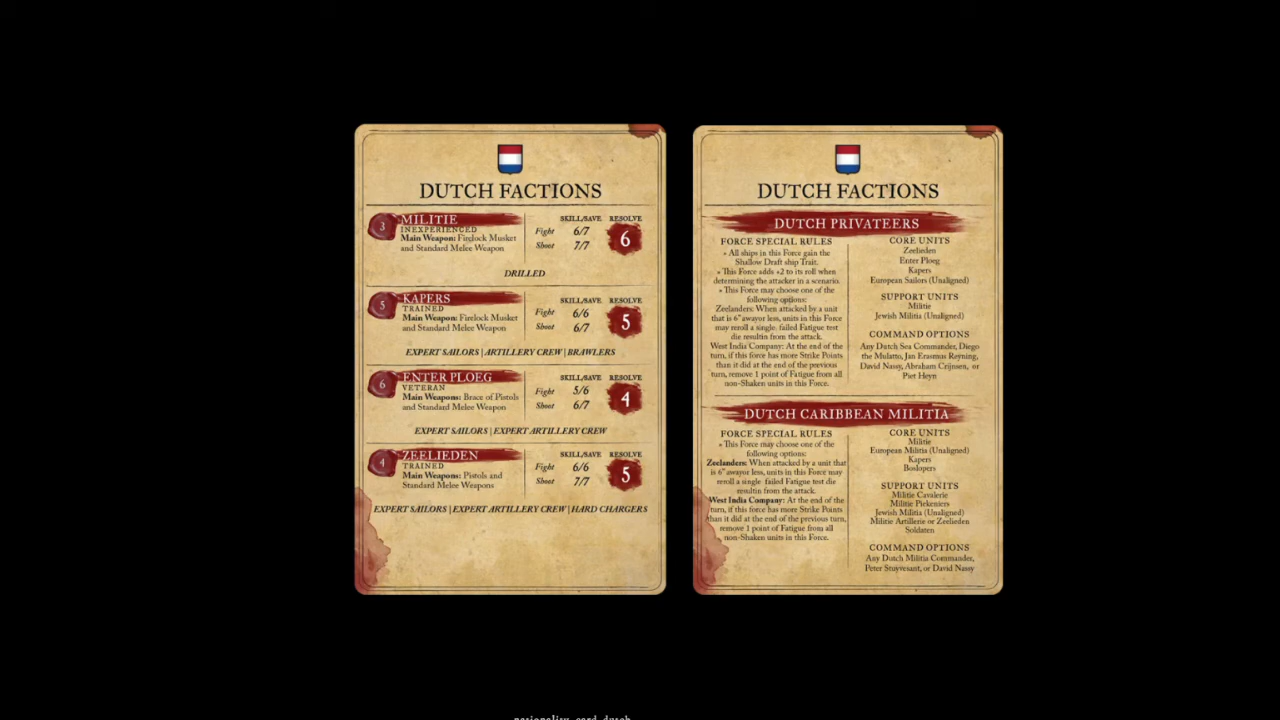 DUTCH FACTIONS
3
MILITIE
INEXPERIENCED
Main Weapon: Firelock Musket
and Standard Melee Weapon
SKILL/SAVE
RESOLVE
Fight 6/7
Shoot 7/7
6
DRILLED
5
KAPERS
TRAINED
Main Weapon: Firelock Musket
and Standard Melee Weapon
SKILL/SAVE
RESOLVE
Fight 6/6
Shoot 6/7
5
EXPERT SAILORS | ARTILLERY CREW | BRAWLERS
6
ENTER PLOEG
VETERAN
Main Weapons: Brace of Pistols
and Standard Melee Weapon
SKILL/SAVE
RESOLVE
Fight 5/6
Shoot 6/7
4
EXPERT SAILORS | EXPERT ARTILLERY CREW
4
ZEELIEDEN
TRAINED
Main Weapons: Pistols and
Standard Melee Weapons
SKILL/SAVE
RESOLVE
Fight 6/6
Shoot 7/7
5
EXPERT SAILORS | EXPERT ARTILLERY CREW | HARD CHARGERS
DUTCH FACTIONS
DUTCH PRIVATEERS
FORCE SPECIAL RULES
» All ships in this Force gain the
Shallow Draft ship Trait.
» This Force adds +2 to its roll when
determining the attacker in a scenario.
» This Force may choose one of the
following options:
Zeelanders: When attacked by a unit
that is 6" awayor less, units in this Force
may reroll a single failed Fatigue test
die resultin from the attack.
West India Company: At the end of the
turn, if this force has more Strike Points
than it did at the end of the previous
turn, remove 1 point of Fatigue from all
non-Shaken units in this Force.
CORE UNITS
Zeelieden
Enter Ploeg
Kapers
European Sailors (Unaligned)
SUPPORT UNITS
Militie
Jewish Militia (Unaligned)
COMMAND OPTIONS
Any Dutch Sea Commander, Diego
the Mulatto, Jan Erasmus Reyning,
David Nassy, Abraham Crijnsen, or
Piet Heyn
DUTCH CARIBBEAN MILITIA
FORCE SPECIAL RULES
» This Force may choose one of the
following options:
Zeelanders: When attacked by a unit that
is 6" awayor less, units in this Force may
reroll a single failed Fatigue test die
resultin from the attack.
West India Company: At the end of the
turn, if this force has more Strike Points
than it did at the end of the previous turn,
remove 1 point of Fatigue from all
non-Shaken units in this Force.
CORE UNITS
Militie
European Militia (Unaligned)
Kapers
Boslopers
SUPPORT UNITS
Militie Cavalerie
Militie Piekeniers
Jewish Militia (Unaligned)
Militie Artillerie or Zeelieden
Soldaten
COMMAND OPTIONS
Any Dutch Militia Commander,
Peter Stuyvesant, or David Nassy